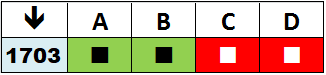 🡻 A B C D
1703 ■ ■ ■ ■